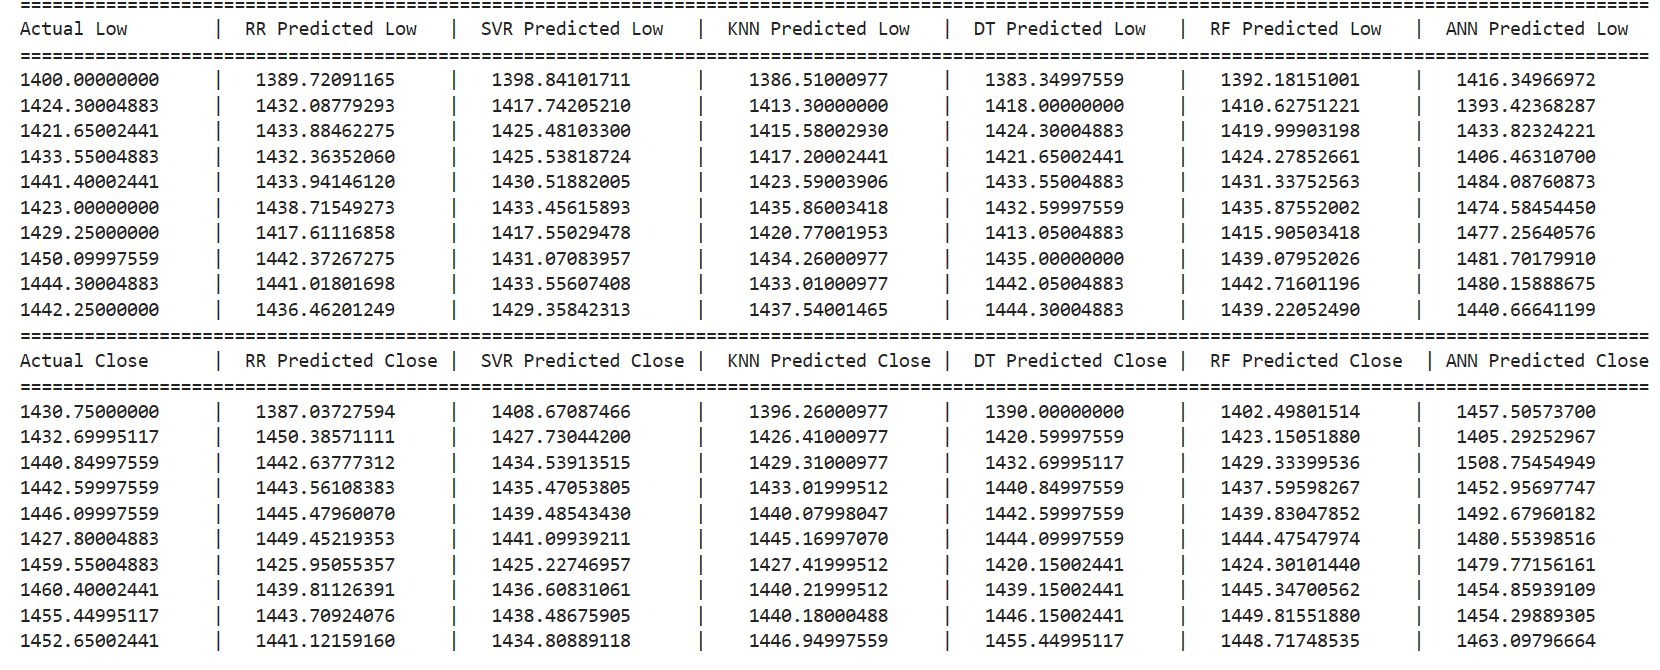 =========================================================================================================================================================
Actual Low        |  RR Predicted Low   |  SVR Predicted Low   |  KNN Predicted Low   |  DT Predicted Low   |  RF Predicted Low   |  ANN Predicted Low
=========================================================================================================================================================
1400.00000000     |   1389.72091165     |   1398.84101711      |    1386.51000977     |   1383.34997559     |   1392.18151001     |   1416.34966972
1424.30004883     |   1432.08779293     |   1417.74205210      |    1413.30000000     |   1418.00000000     |   1410.62751221     |   1393.42368287
1421.65002441     |   1433.88462275     |   1425.48103300      |    1415.58002930     |   1424.30004883     |   1419.99903198     |   1433.82324221
1433.55004883     |   1432.36352060     |   1425.53818724      |    1417.20002441     |   1421.65002441     |   1424.27852661     |   1406.46310700
1441.40002441     |   1433.94146120     |   1430.51882005      |    1423.59003906     |   1433.55004883     |   1431.33752563     |   1484.08760873
1423.00000000     |   1438.71549273     |   1433.45615893      |    1435.86003418     |   1432.59997559     |   1435.87552002     |   1474.58454450
1429.25000000     |   1417.61116858     |   1417.55029478      |    1420.77001953     |   1413.05004883     |   1415.90503418     |   1477.25640576
1450.09997559     |   1442.37267275     |   1431.07083957      |    1434.26000977     |   1435.00000000     |   1439.07952026     |   1481.70179910
1444.30004883     |   1441.01801698     |   1433.55607408      |    1433.01000977     |   1442.05004883     |   1442.71601196     |   1480.15888675
1442.25000000     |   1436.46201249     |   1429.35842313      |    1437.54001465     |   1444.30004883     |   1439.22052490     |   1440.66641199
=========================================================================================================================================================
Actual Close      |  RR Predicted Close |  SVR Predicted Close |  KNN Predicted Close |  DT Predicted Close |  RF Predicted Close  | ANN Predicted Close
=========================================================================================================================================================
1430.75000000     |   1387.03727594     |   1408.67087466      |    1396.26000977     |   1390.00000000     |   1402.49801514     |   1457.50573700
1432.69995117     |   1450.38571111     |   1427.73044200      |    1426.41000977     |   1420.59997559     |   1423.15051880     |   1405.29252967
1440.84997559     |   1442.63777312     |   1434.53913515      |    1429.31000977     |   1432.69995117     |   1429.33399536     |   1508.75454949
1442.59997559     |   1443.56108383     |   1435.47053805      |    1433.01999512     |   1440.84997559     |   1437.59598267     |   1452.95697747
1446.09997559     |   1445.47960070     |   1439.48543430      |    1440.07998047     |   1442.59997559     |   1439.83047852     |   1492.67960182
1427.80004883     |   1449.45219353     |   1441.09939211      |    1445.16997070     |   1444.09997559     |   1444.47547974     |   1480.55398516
1459.55004883     |   1425.95055357     |   1425.22746957      |    1427.41999512     |   1420.15002441     |   1424.30101440     |   1479.77156161
1460.40002441     |   1439.81126391     |   1436.60831061      |    1440.21999512     |   1439.15002441     |   1445.34700562     |   1454.85939109
1455.44995117     |   1443.70924076     |   1438.48675905      |    1440.18000488     |   1446.15002441     |   1449.81551880     |   1454.29889305
1452.65002441     |   1441.12159160     |   1434.80889118      |    1446.94997559     |   1455.44995117     |   1448.71748535     |   1463.09796664